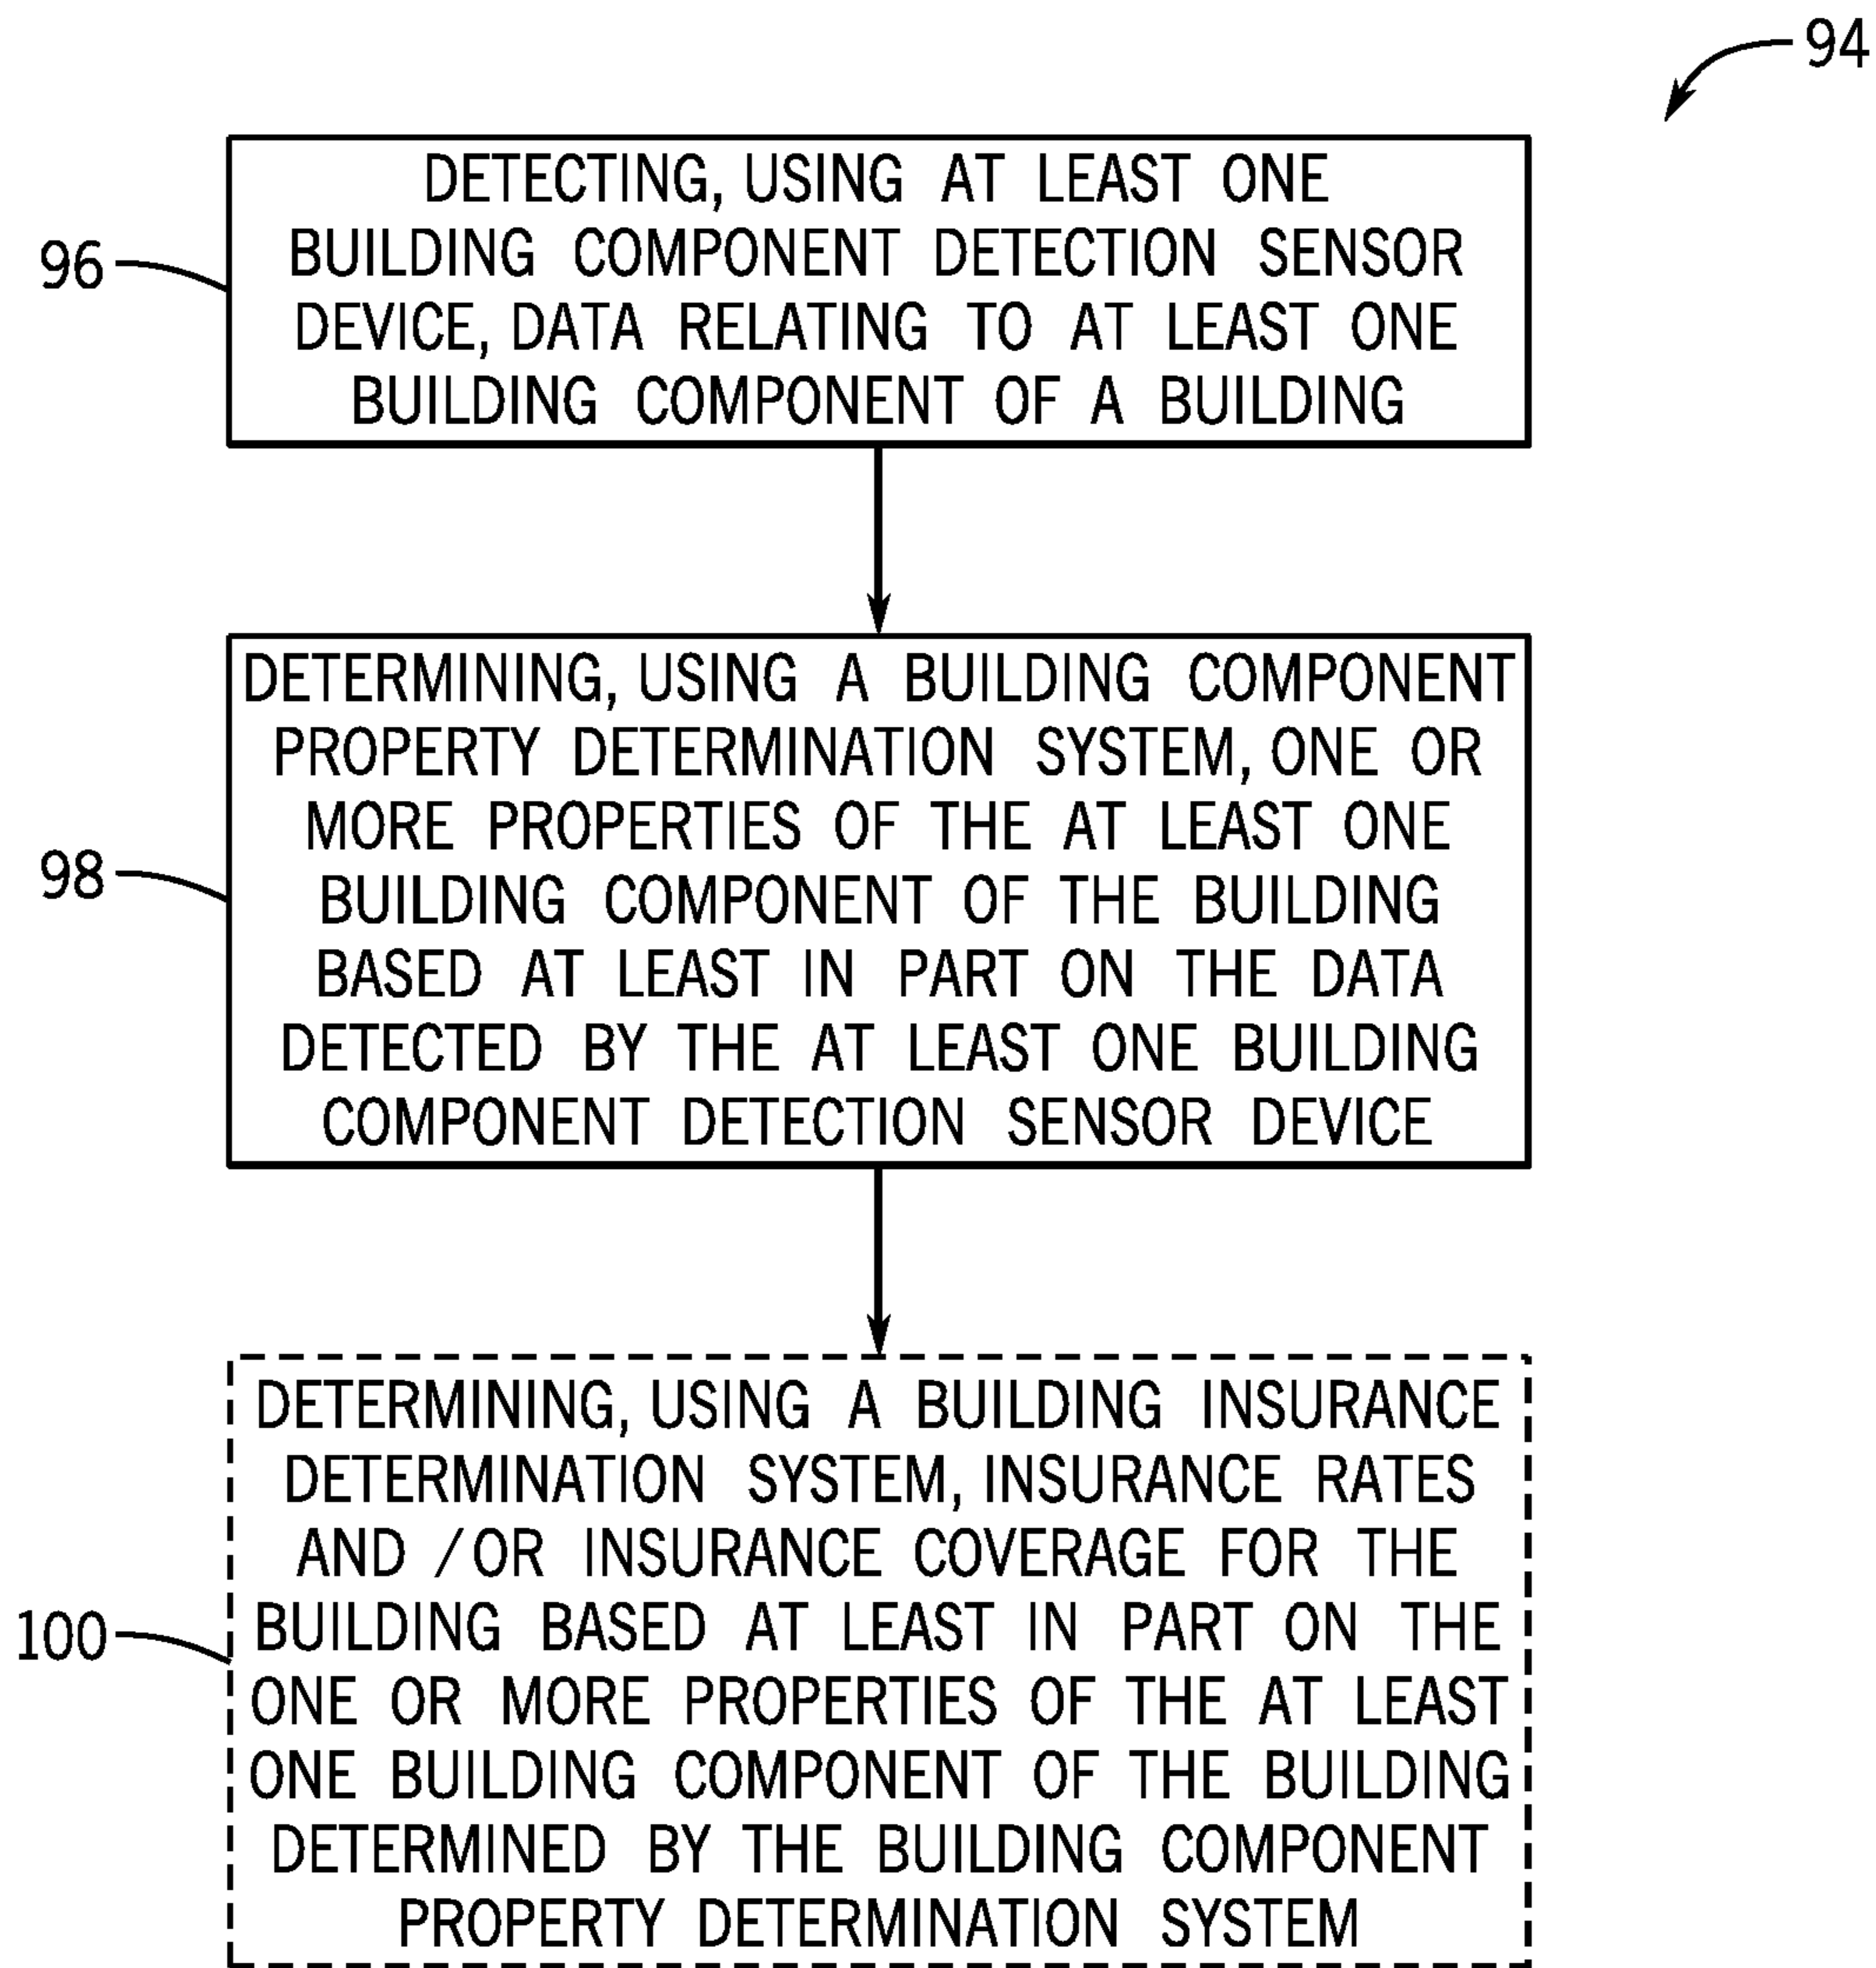 94
DETECTING, USING AT LEAST ONE
BUILDING COMPONENT DETECTION SENSOR
DEVICE, DATA RELATING TO AT LEAST ONE
BUILDING COMPONENT OF A BUILDING
96
DETERMINING, USING A BUILDING COMPONENT
PROPERTY DETERMINATION SYSTEM, ONE OR
MORE PROPERTIES OF THE AT LEAST ONE
BUILDING COMPONENT OF THE BUILDING
BASED AT LEAST IN PART ON THE DATA
DETECTED BY THE AT LEAST ONE BUILDING
COMPONENT DETECTION SENSOR DEVICE
98
DETERMINING, USING A BUILDING INSURANCE
DETERMINATION SYSTEM, INSURANCE RATES
AND /OR INSURANCE COVERAGE FOR THE
BUILDING BASED AT LEAST IN PART ON THE
ONE OR MORE PROPERTIES OF THE AT LEAST
ONE BUILDING COMPONENT OF THE BUILDING
DETERMINED BY THE BUILDING COMPONENT
PROPERTY DETERMINATION SYSTEM
100